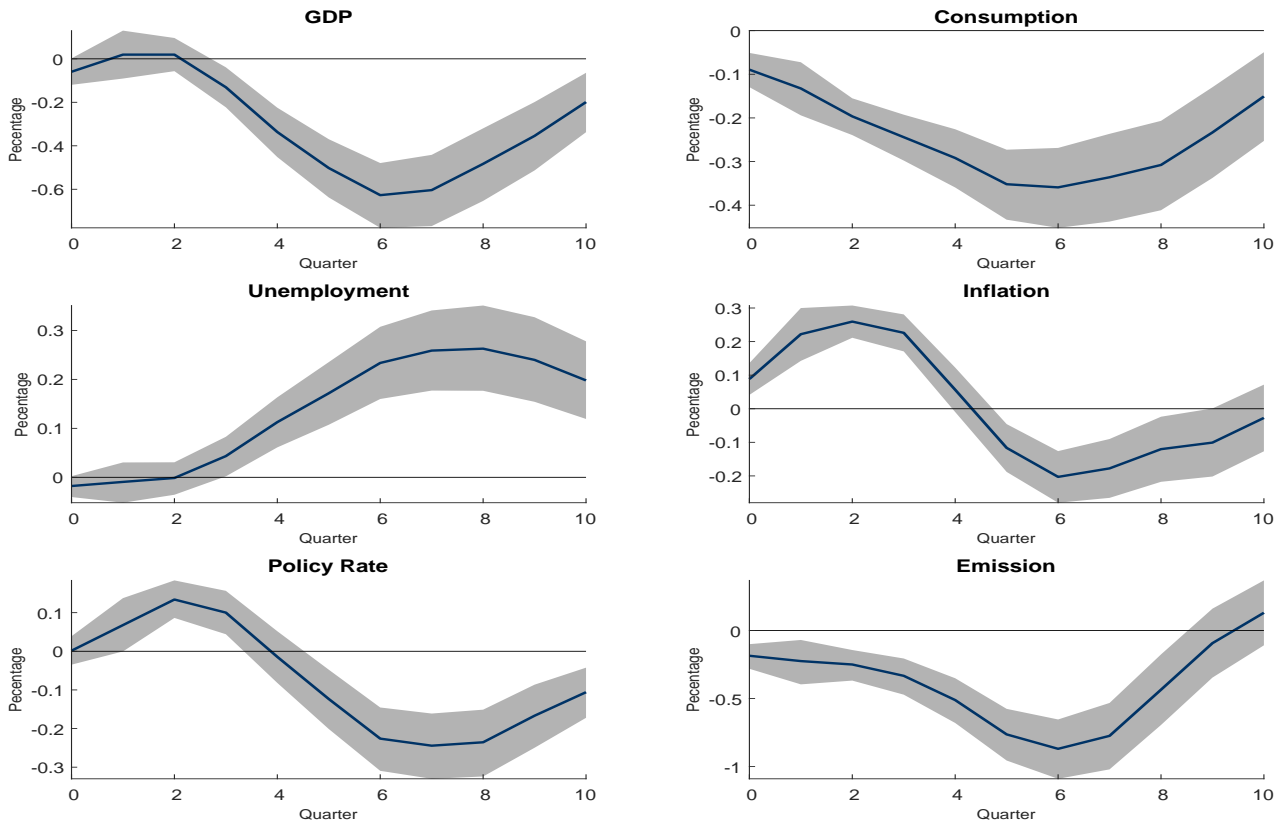 GDP
0
-0.2
-0.4
-0.6
Pecentage
0 2 4 6 8 10
Quarter
Consumption
0
-0.1
-0.2
-0.3
-0.4
Pecentage
0 2 4 6 8 10
Quarter
Unemployment
0.3
0.2
0.1
0
Pecentage
0 2 4 6 8 10
Quarter
Inflation
0.3
0.2
0.1
0
-0.1
-0.2
Pecentage
0 2 4 6 8 10
Quarter
Policy Rate
0.1
0
-0.1
-0.2
-0.3
Pecentage
0 2 4 6 8 10
Quarter
Emission
0
-0.5
-1
Pecentage
0 2 4 6 8 10
Quarter